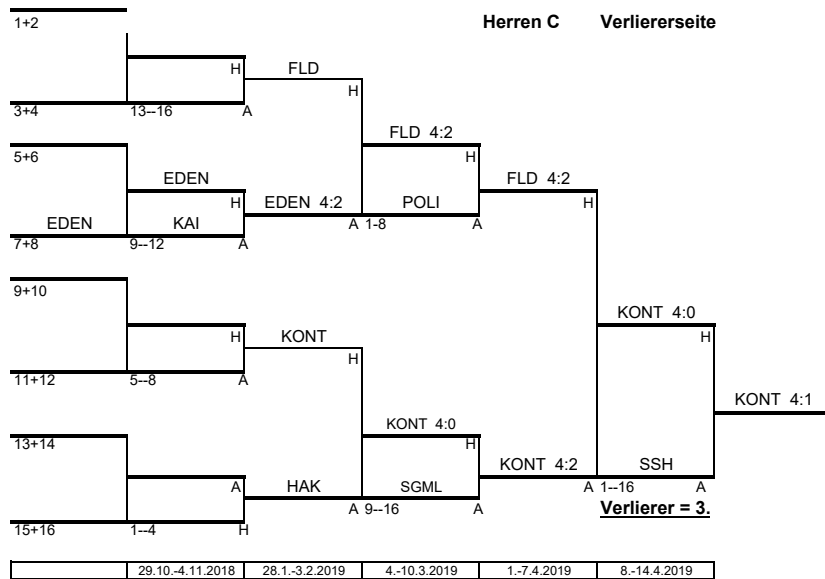 Herren C Verliererseite
1+2
H FLD
H
3+4 13--16 A
FLD 4:2
5+6 H
EDEN FLD 4:2
H EDEN 4:2 POLI H
EDEN KAI A 1-8 A
7+8 9--12 A
9+10
KONT 4:0
H KONT H
H
11+12 5--8 A
KONT 4:1
KONT 4:0
13+14 H
KONT 4:2 SSH
A HAK SGML A 1--16 A
A 9--16 A Verlierer = 3.
15+16 1--4 H
29.10.-4.11.2018 28.1.-3.2.2019 4.-10.3.2019 1.-7.4.2019 8.-14.4.2019